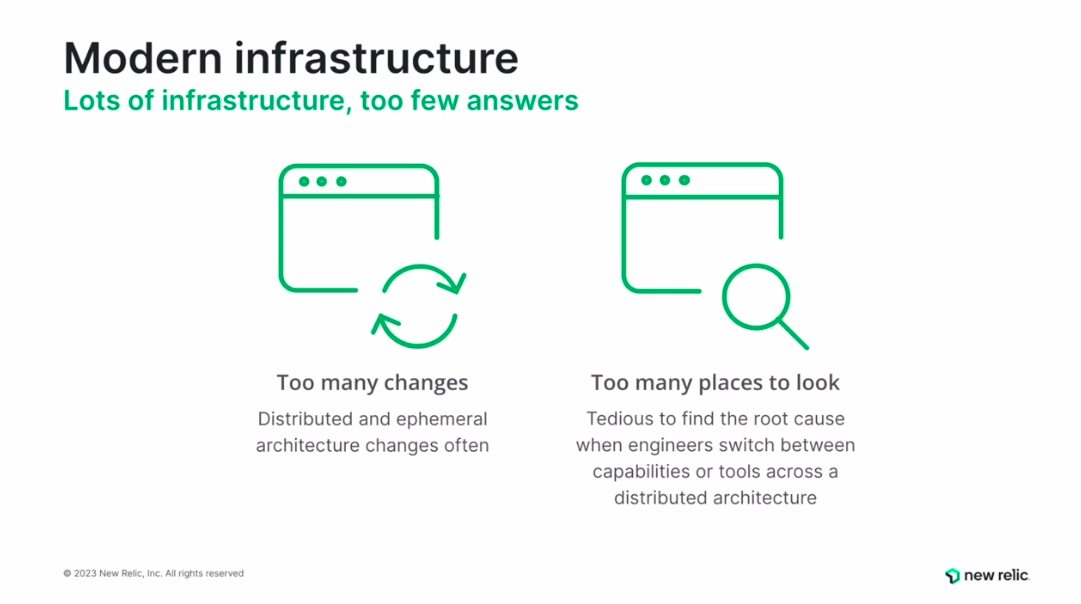 Modern infrastructure
Lots of infrastructure, too few answers
Too many changes
Distributed and ephemeral
architecture changes often
Too many places to look
Tedious to find the root cause
when engineers switch between
capabilities or tools across a
distributed architecture
© 2023 New Relic, Inc. All rights reserved
new relic.